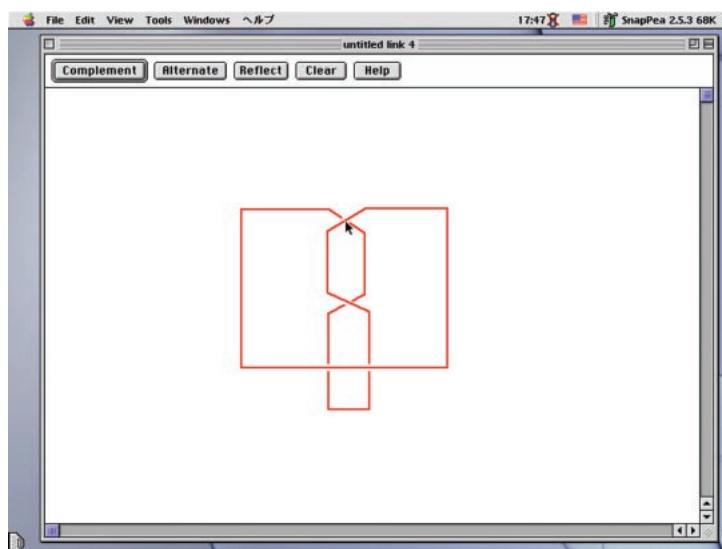 File Edit View Tools Windows ヘルプ 17:47 SnapPea 2.5.3 68K
untitled link 4
Complement Alternate Reflect Clear Help